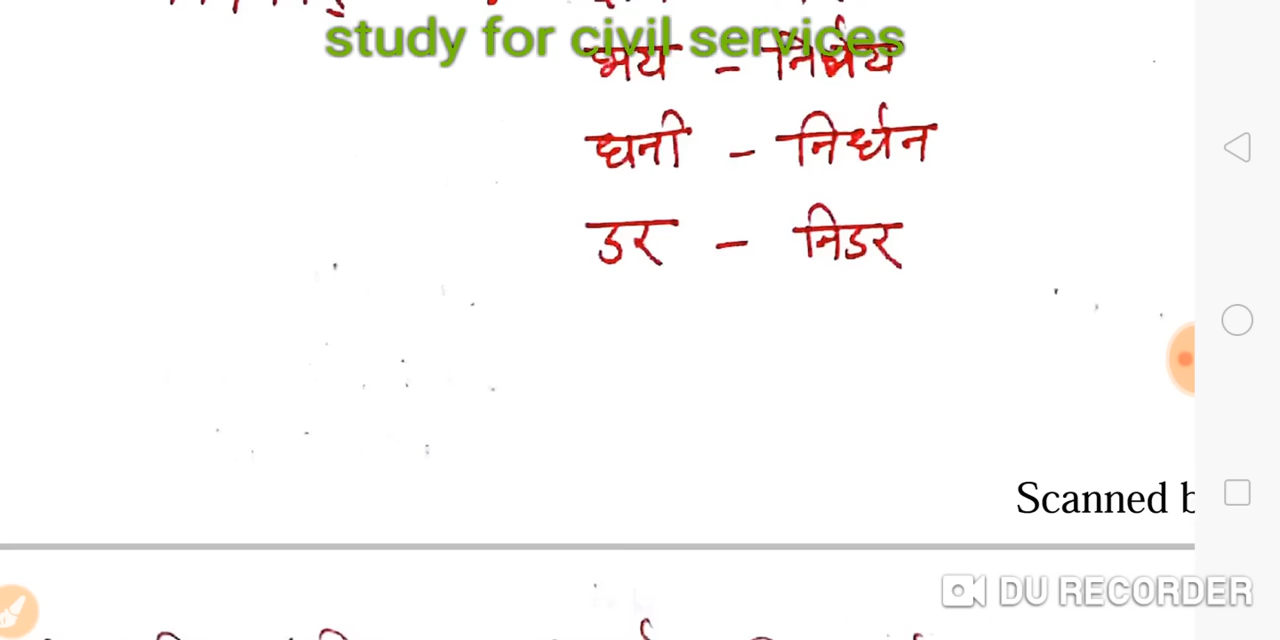 study for civil services
भय - निर्भय
धनी - निर्धन
डर - निडर
Scanned b
DU RECORDER